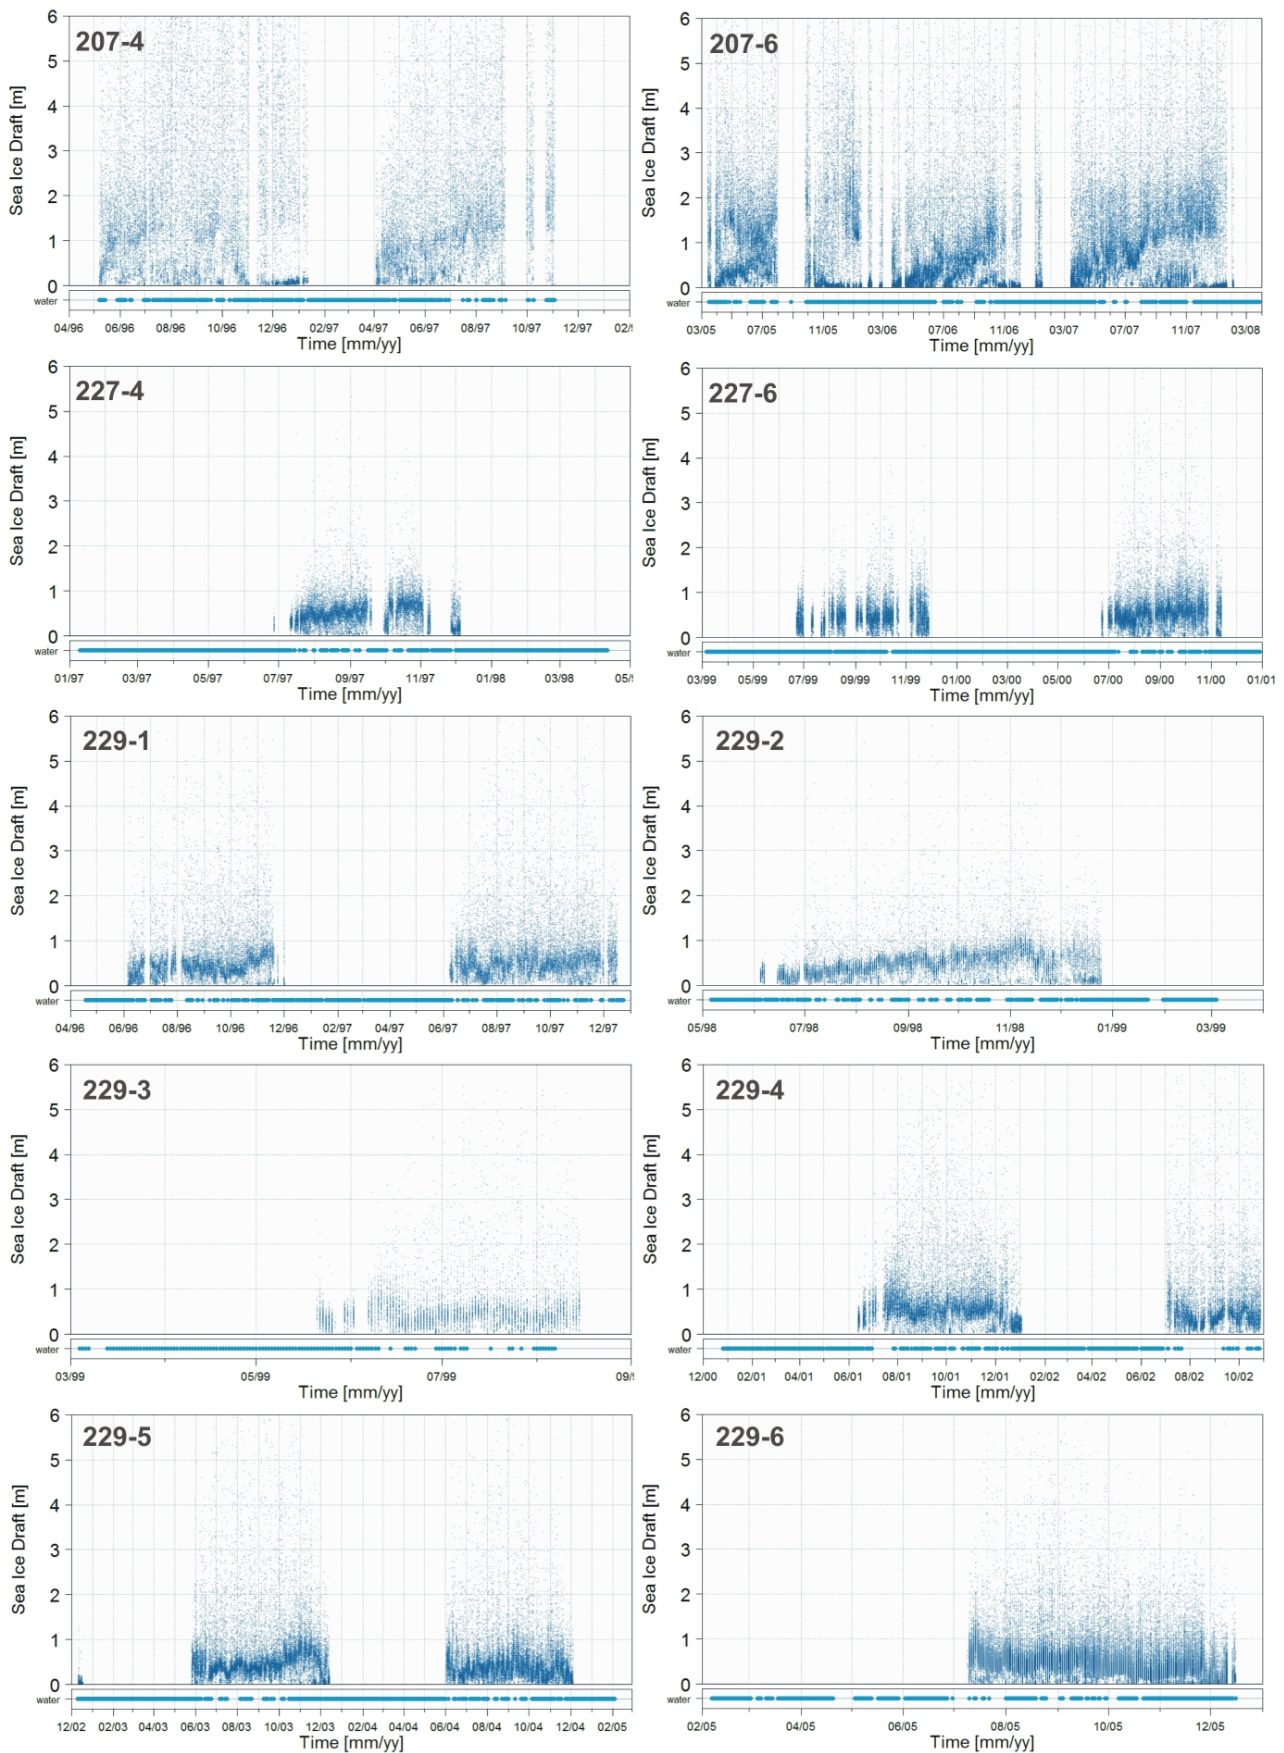 207-4
Sea Ice Draft [m]
6
5
4
3
2
1
0
water
04/96 06/96 08/96 10/96 12/96 02/97 04/97 06/97 08/97 10/97 12/97
Time [mm/yy]
207-6
Sea Ice Draft [m]
6
5
4
3
2
1
0
water
03/05 07/05 11/05 03/06 07/06 11/06 03/07 07/07 11/07 03/08
Time [mm/yy]
227-4
Sea Ice Draft [m]
6
5
4
3
2
1
0
water
01/97 03/97 05/97 07/97 09/97 11/97 01/98 03/98
Time [mm/yy]
227-6
Sea Ice Draft [m]
6
5
4
3
2
1
0
water
03/99 05/99 07/99 09/99 11/99 01/00 03/00 05/00 07/00 09/00 11/00 01/01
Time [mm/yy]
229-1
Sea Ice Draft [m]
6
5
4
3
2
1
0
water
04/96 06/96 08/96 10/96 12/96 02/97 04/97 06/97 08/97 10/97 12/97
Time [mm/yy]
229-2
Sea Ice Draft [m]
6
5
4
3
2
1
0
water
05/98 07/98 09/98 11/98 01/99 03/99
Time [mm/yy]
229-3
Sea Ice Draft [m]
6
5
4
3
2
1
0
water
03/99 05/99 07/99
Time [mm/yy]
229-4
Sea Ice Draft [m]
6
5
4
3
2
1
0
water
12/00 02/01 04/01 06/01 08/01 10/01 12/01 02/02 04/02 06/02 08/02 10/02
Time [mm/yy]
229-5
Sea Ice Draft [m]
6
5
4
3
2
1
0
water
12/02 02/03 04/03 06/03 08/03 10/03 12/03 02/04 04/04 06/04 08/04 10/04 12/04 02/05
Time [mm/yy]
229-6
Sea Ice Draft [m]
6
5
4
3
2
1
0
water
02/05 04/05 06/05 08/05 10/05 12/05
Time [mm/yy]